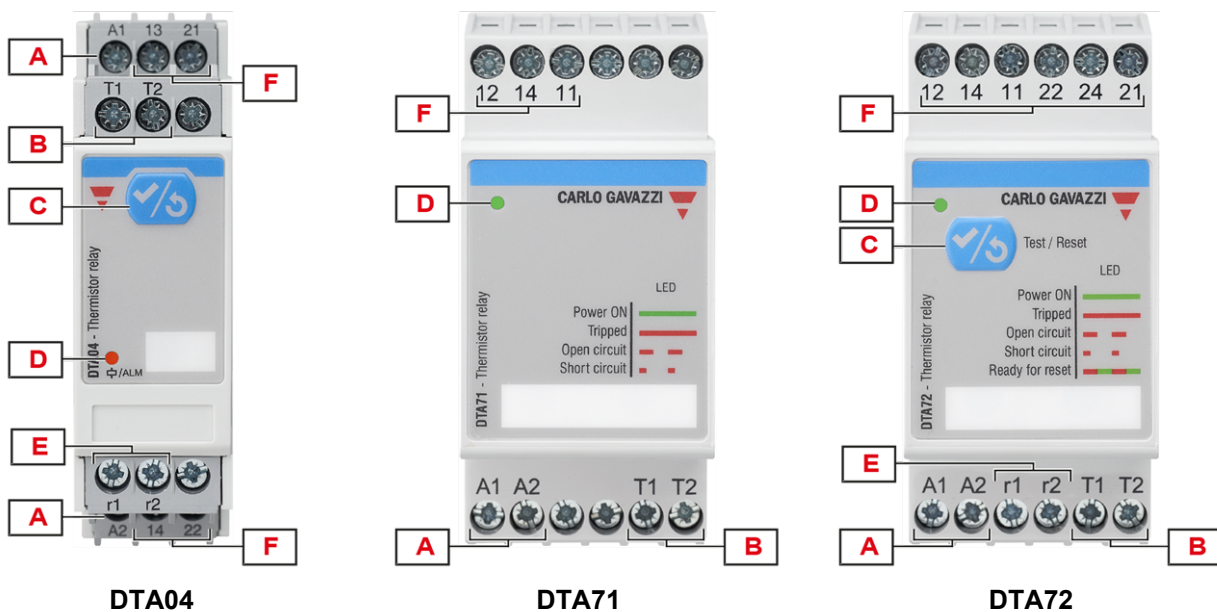 A1 13 21
A
F
T1 T2
B
C
DTA04 - Thermistor relay
D
/ALM
E
r1 r2
A
A2 14 22
F
DTA04
12 14 11
F
D
CARLO GAVAZZI
LED
Power ON
Tripped
Open circuit
Short circuit
DTA71 - Thermistor relay
A1 A2 T1 T2
A
B
DTA71
12 14 11 22 24 21
F
D
CARLO GAVAZZI
C
Test / Reset
LED
Power ON
Tripped
Open circuit
Short circuit
Ready for reset
DTA72 - Thermistor relay
E
A1 A2 r1 r2 T1 T2
A
B
DTA72